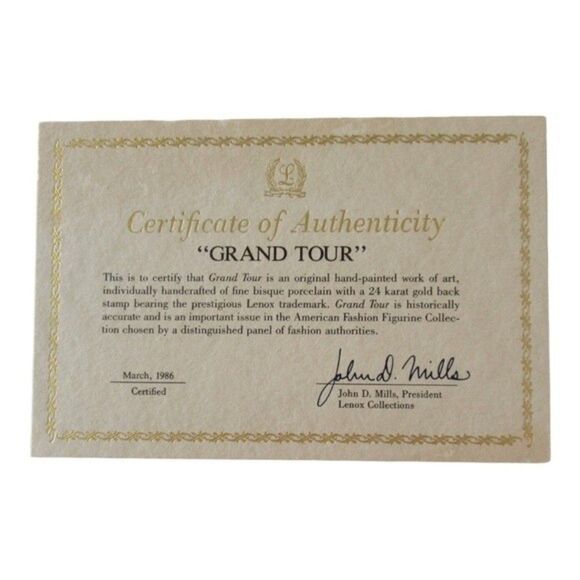 L
Certificate of Authenticity
“GRAND TOUR”
This is to certify that Grand Tour is an original hand-painted work of art,
individually handcrafted of fine bisque porcelain with a 24 karat gold back
stamp bearing the prestigious Lenox trademark. Grand Tour is historically
accurate and is an important issue in the American Fashion Figurine Collec-
tion chosen by a distinguished panel of fashion authorities.
March, 1986
Certified
John D. Mills
John D. Mills, President
Lenox Collections